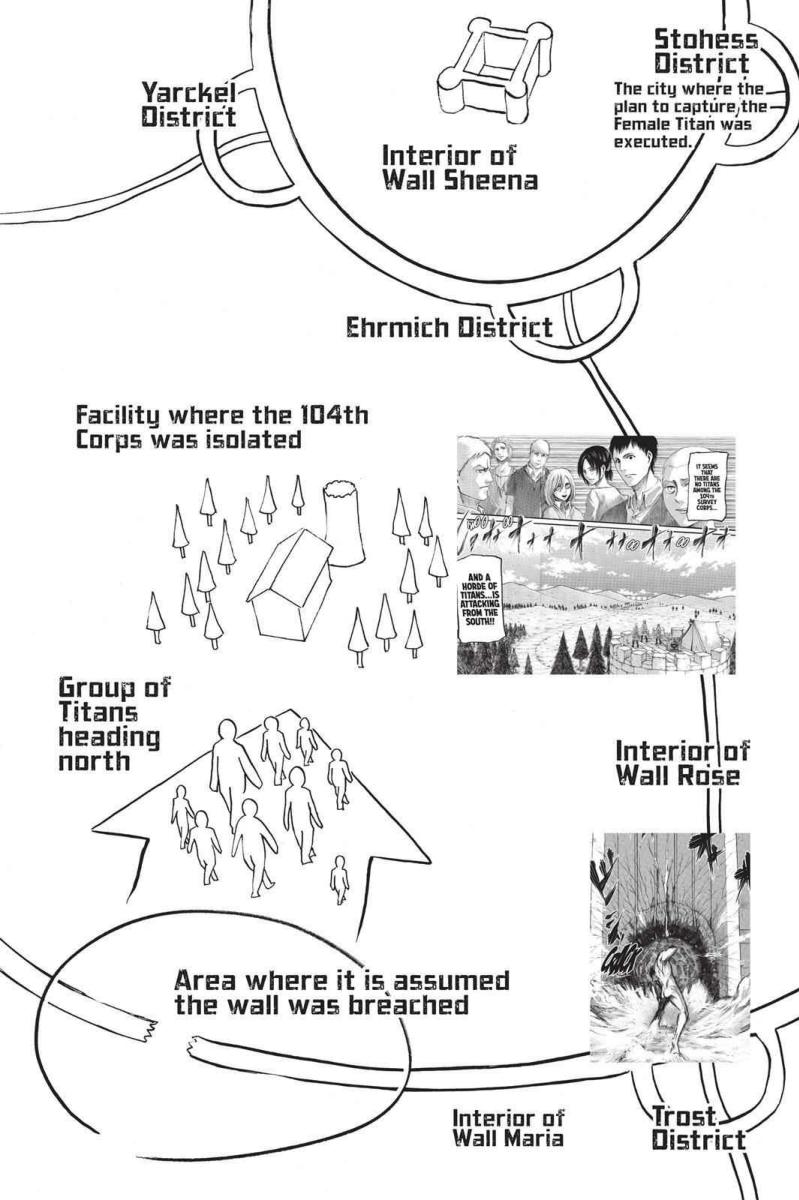 Stohess
District
The city where the
plan to capture the
Female Titan was
executed.
Yarckel
District
Interior of
Wall Sheena
Ehrmich District
Facility where the 104th
Corps was isolated
IT SEEMS
THAT
THERE ARE
NO TITANS
AMONG THE
104TH
SURVEY
CORPS...
AND A
HORDE OF
TITANS...IS
ATTACKING
FROM THE
SOUTH!!
Group of
Titans
heading
north
Interior of
Wall Rose
Area where it is assumed
the wall was breached
Interior of
Wall Maria
Trost
District